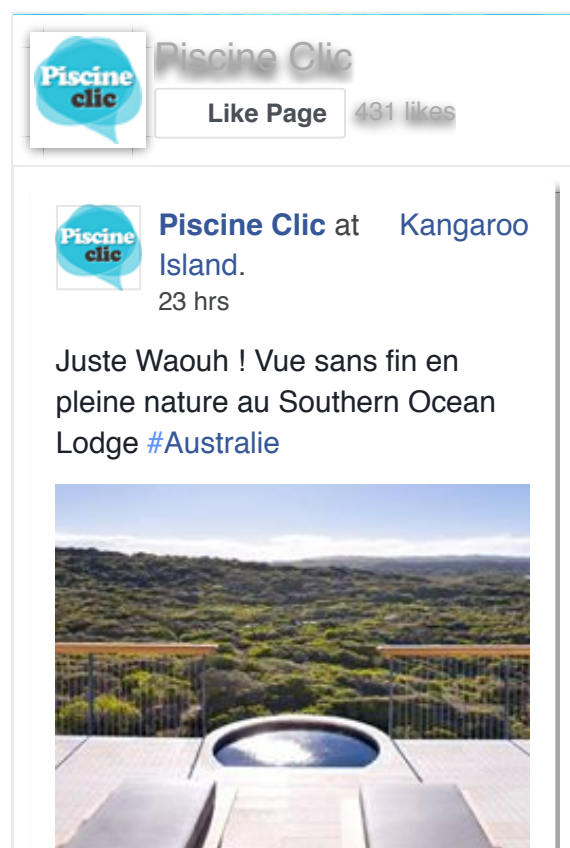 Piscine
clic
Piscine Clic
Like Page
431 likes
Piscine
clic
Piscine Clic at Kangaroo
Island.
23 hrs
Juste Waouh ! Vue sans fin en
pleine nature au Southern Ocean
Lodge #Australie